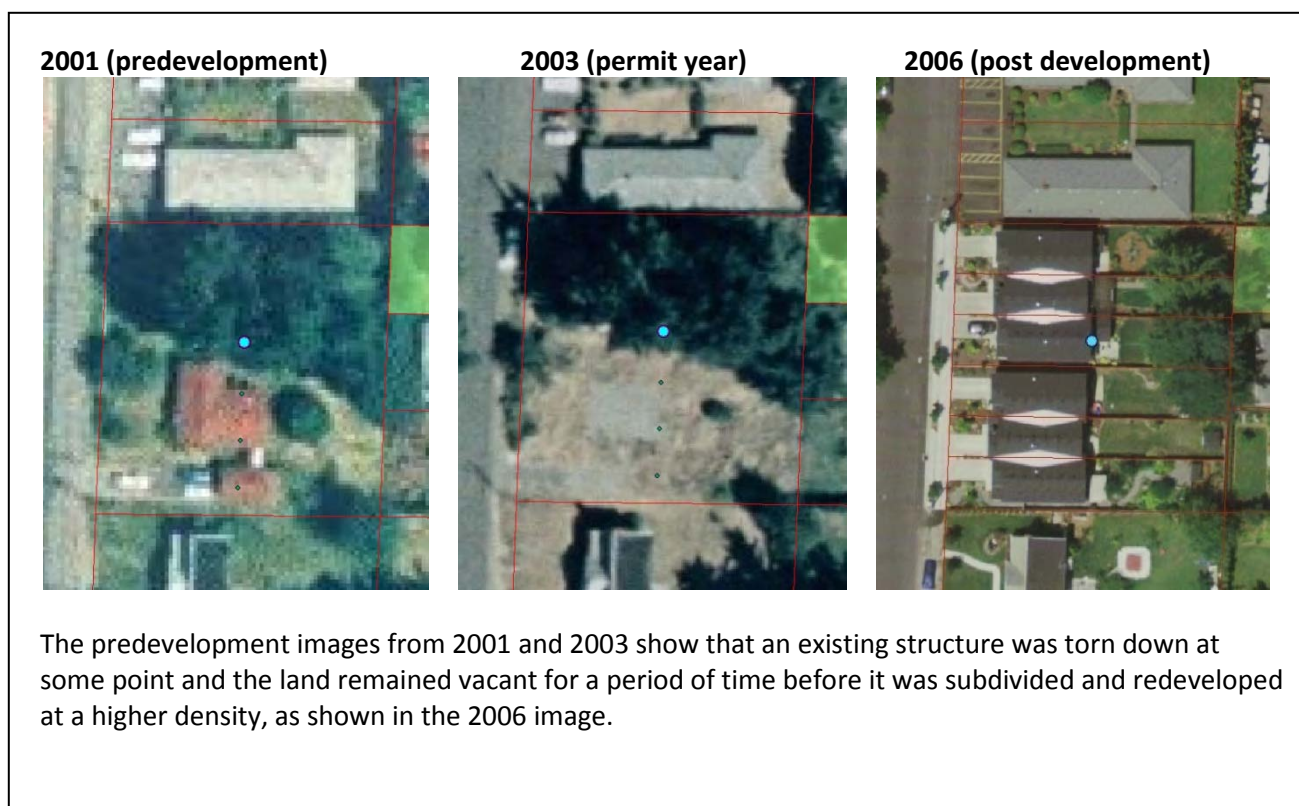 2001 (predevelopment)
2003 (permit year)
2006 (post development)
The predevelopment images from 2001 and 2003 show that an existing structure was torn down at
some point and the land remained vacant for a period of time before it was subdivided and redeveloped
at a higher density, as shown in the 2006 image.